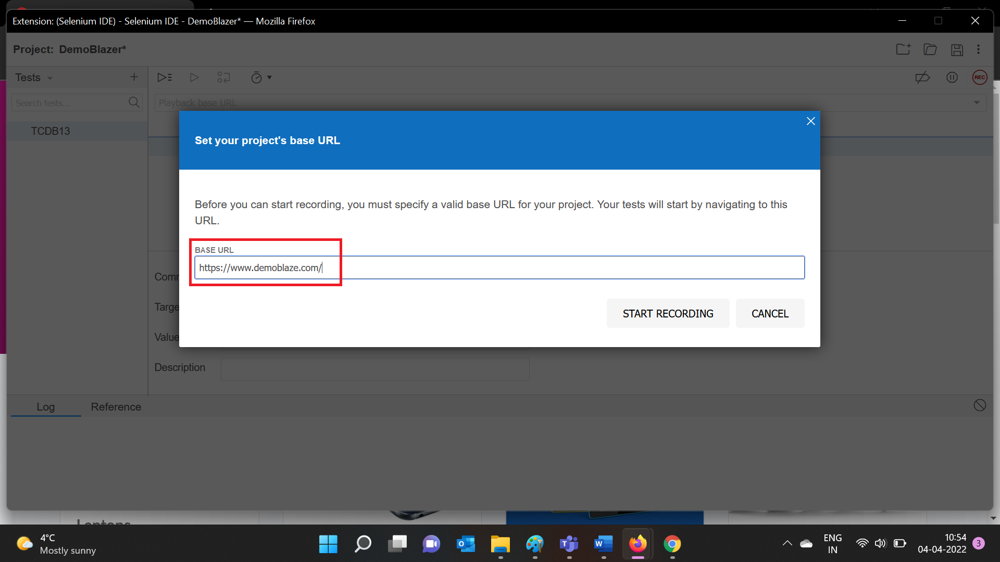 Extension: (Selenium IDE) - Selenium IDE - DemoBlazer* — Mozilla Firefox
Project: DemoBlazer*
Tests
REC
Search tests...
Playback base URL
TCDB13
Set your project's base URL
Before you can start recording, you must specify a valid base URL for your project. Your tests will start by navigating to this
URL.
BASE URL
https://www.demoblaze.com/
Comm
Targe
Value
START RECORDING
CANCEL
Description
Log
Reference
Laptops
4°C
Mostly sunny
ENG
IN
10:54
04-04-2022
3